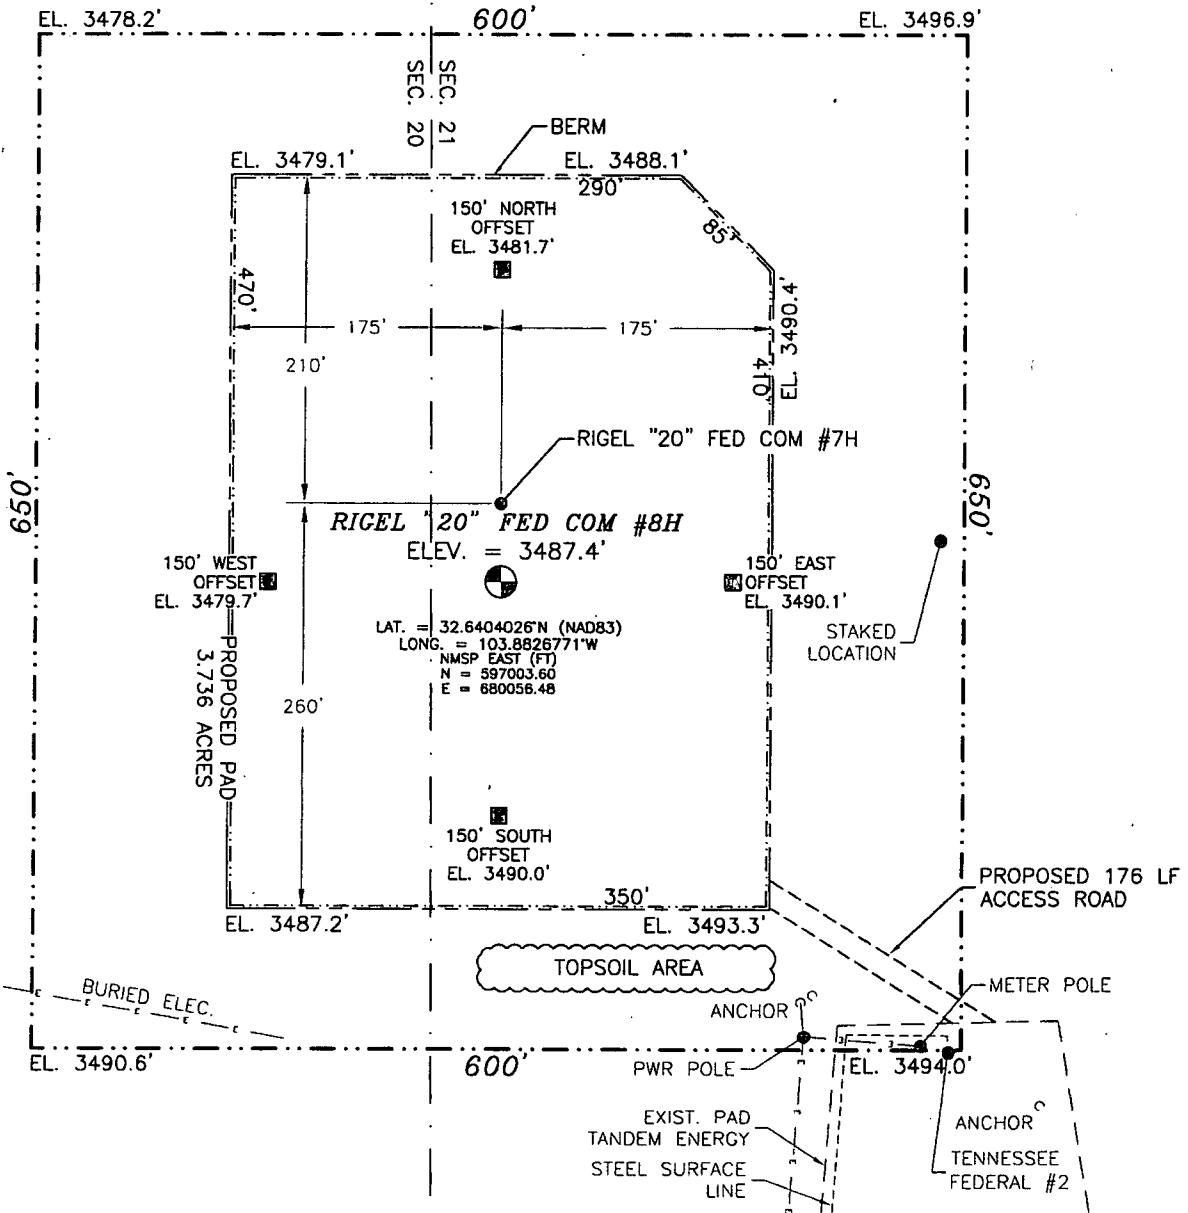 EL. 3478.2'
600'
EL. 3496.9'
SEC. 20
SEC. 21
BERM
EL. 3479.1'
EL. 3488.1'
290'
85'
150' NORTH
OFFSET
EL. 3481.7'
470'
175'
175'
EL. 3490.4'
410'
210'
RIGEL "20" FED COM #7H
650'
650'
RIGEL "20" FED COM #8H
ELEV. = 3487.4'
150' WEST
OFFSET
EL. 3479.7'
150' EAST
OFFSET
EL. 3490.1'
STAKED
LOCATION
LAT. = 32.6404026°N (NAD83)
LONG. = 103.8826771°W
NMSP EAST (FT)
N = 597003.60
E = 680056.48
PROPOSED PAD
3.736 ACRES
260'
150' SOUTH
OFFSET
EL. 3490.0'
350'
EL. 3487.2'
EL. 3493.3'
PROPOSED 176 LF
ACCESS ROAD
TOPSOIL AREA
BURIED ELEC.
E E E E E
METER POLE
ANCHOR
PWR POLE
EL. 3490.6'
600'
EL. 3494.0'
EXIST. PAD
TANDEM ENERGY
ANCHOR
STEEL SURFACE
LINE
TENNESSEE
FEDERAL #2